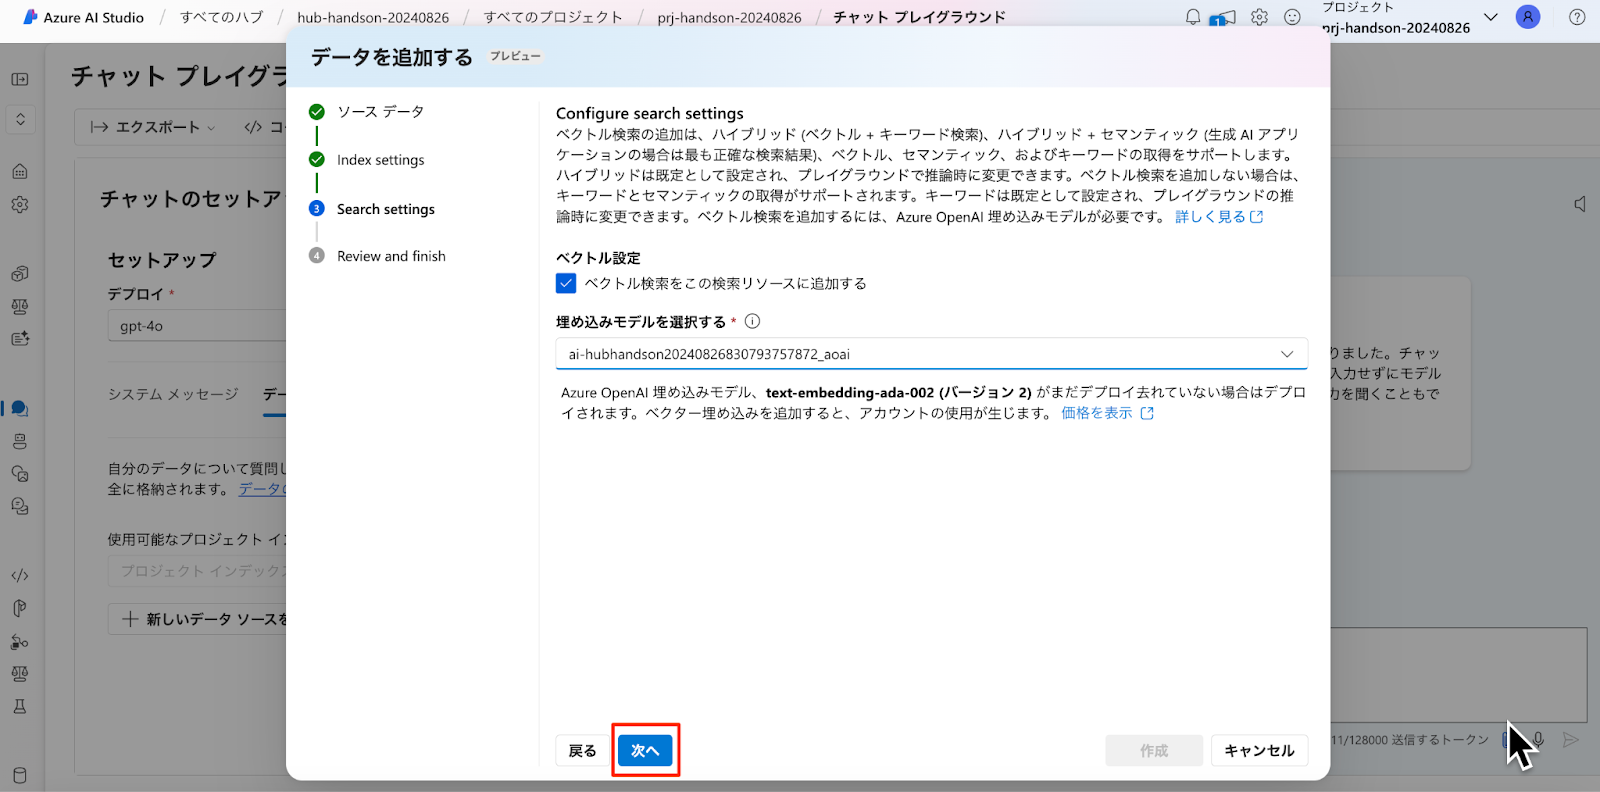 Azure AI Studio / すべてのハブ / hub-handson-20240826 / すべてのプロジェクト / prj-handson-20240826 / チャット プレイグラウンド
1
プロジェクト
prj-handson-20240826
チャット プレイグラ
エクスポート
コ
チャットのセットア
セットアップ
デプロイ *
gpt-4o
システム メッセージ
デー
自分のデータについて質問し
全に格納されます。 データの
使用可能なプロジェクト イン
プロジェクト インデックス
新しいデータ ソースを
データを追加する プレビュー
ソース データ
Index settings
3 Search settings
4 Review and finish
Configure search settings
ベクトル検索の追加は、ハイブリッド (ベクトル + キーワード検索)、ハイブリッド + セマンティック (生成 AI アプリ
ケーションの場合は最も正確な検索結果)、ベクトル、セマンティック、およびキーワードの取得をサポートします。
ハイブリッドは既定として設定され、プレイグラウンドで推論時に変更できます。ベクトル検索を追加しない場合は、
キーワードとセマンティックの取得がサポートされます。キーワードは既定として設定され、プレイグラウンドの推
論時に変更できます。ベクトル検索を追加するには、Azure OpenAI 埋め込みモデルが必要です。 詳しく見る
ベクトル設定
ベクトル検索をこの検索リソースに追加する
埋め込みモデルを選択する *
ai-hubhandson20240826830793757872_aoai
Azure OpenAI 埋め込みモデル、text-embedding-ada-002 (バージョン 2) がまだデプロイ去れていない場合はデプロ
イされます。ベクター埋め込みを追加すると、アカウントの使用が生じます。 価格を表示
戻る
次へ
作成
キャンセル
りました。チャッ
入力せずにモデル
力を聞くこともで
11/128000 送信するトークン